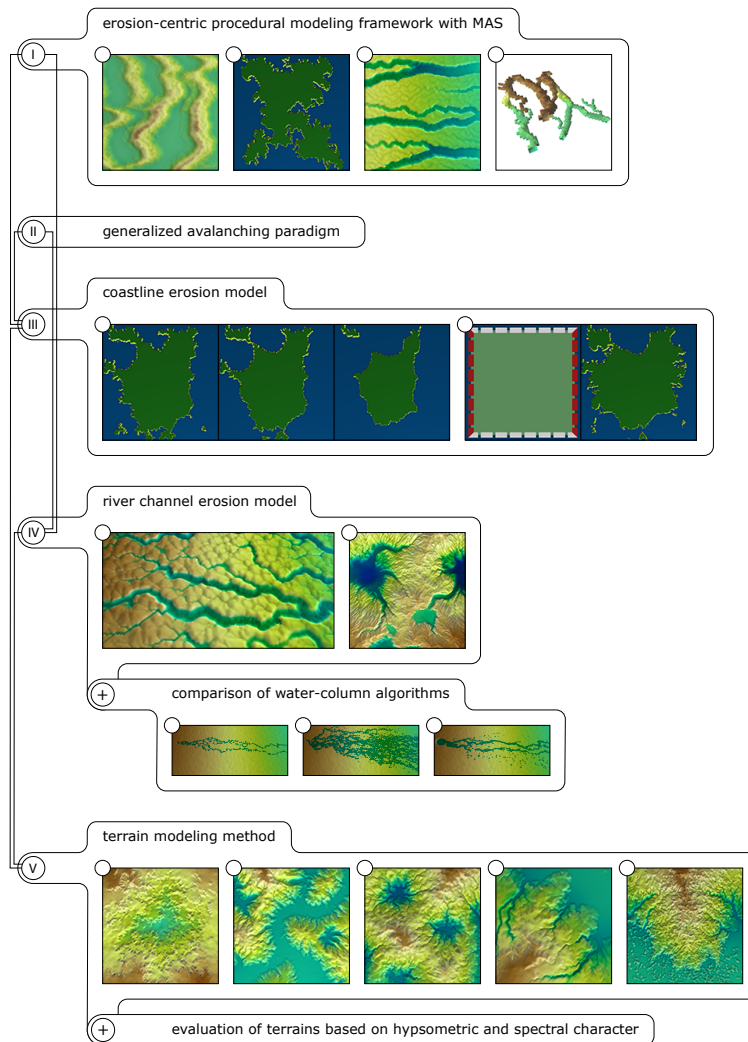 erosion-centric procedural modeling framework with MAS
I
II
generalized avalanching paradigm
coastline erosion model
III
river channel erosion model
IV
+
comparison of water-column algorithms
terrain modeling method
V
+
evaluation of terrains based on hypsometric and spectral character